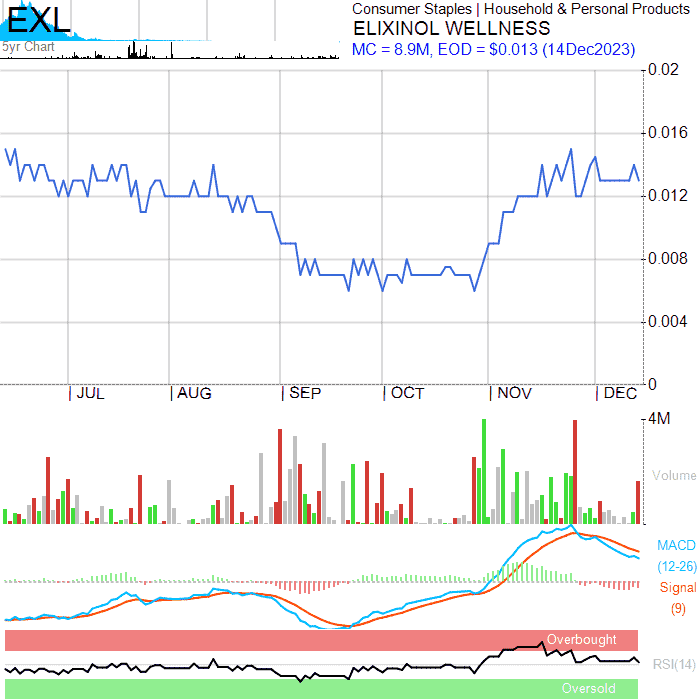 EXL
5yr Chart
Consumer Staples | Household & Personal Products
ELIXINOL WELLNESS
MC = 8.9M, EOD = $0.013 (14Dec2023)
0.02
0.016
0.012
0.008
0.004
0
JUL AUG SEP OCT NOV DEC
4M
Volume
MACD
(12-26)
Signal
(9)
Overbought
RSI(14)
Oversold